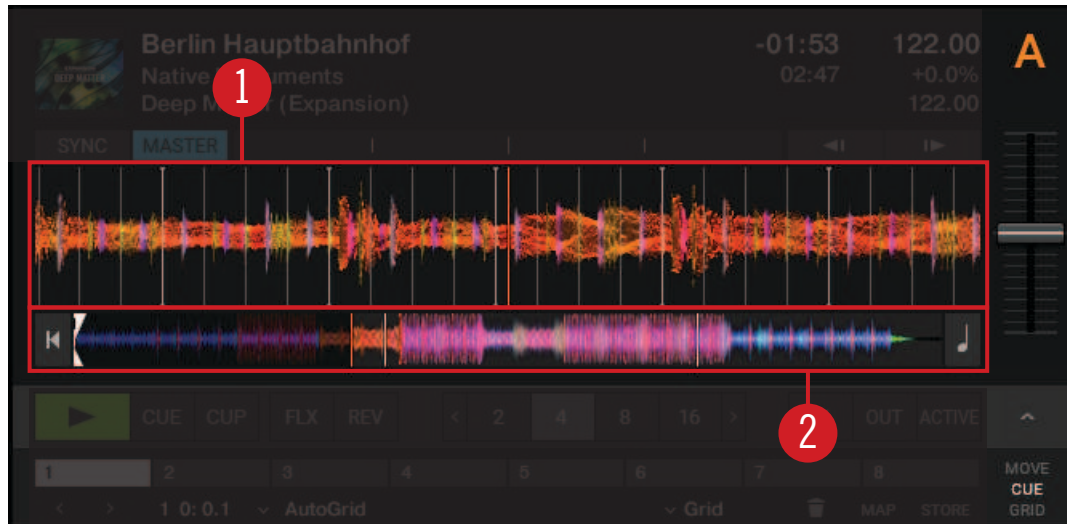 Berlin Hauptbahnhof -01:53 122.00 A
Native uments 02:47 +0.0%
Deep M r (Expansion) 122.00
DEEP MATTER
1
SYNC MASTER
2
CUE CUP FLX REV < 2 4 8 16 > OUT ACTIVE
1 2 3 4 5 6 7 8
< > 1 0: 0.1 AutoGrid Grid MAP STORE
MOVE
CUE
GRID